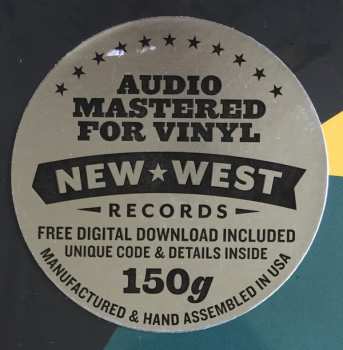 AUDIO
MASTERED
FOR VINYL
NEW★WEST
RECORDS
FREE DIGITAL DOWNLOAD INCLUDED
UNIQUE CODE & DETAILS INSIDE
150g
MANUFACTURED & HAND ASSEMBLED IN USA